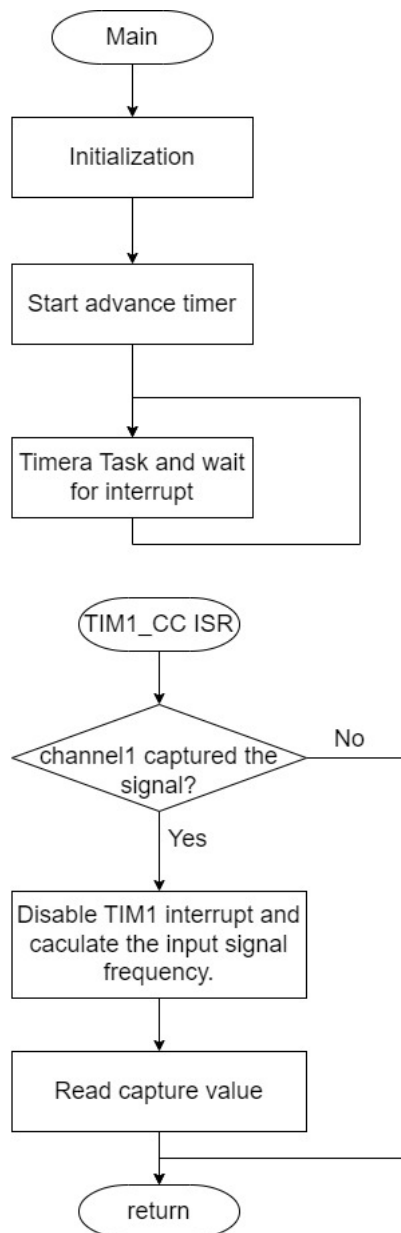 Main
Initialization
Start advance timer
Timera Task and wait
for interrupt
TIM1_CC ISR
channel1 captured the
signal?
No
Yes
Disable TIM1 interrupt and
caculate the input signal
frequency.
Read capture value
return